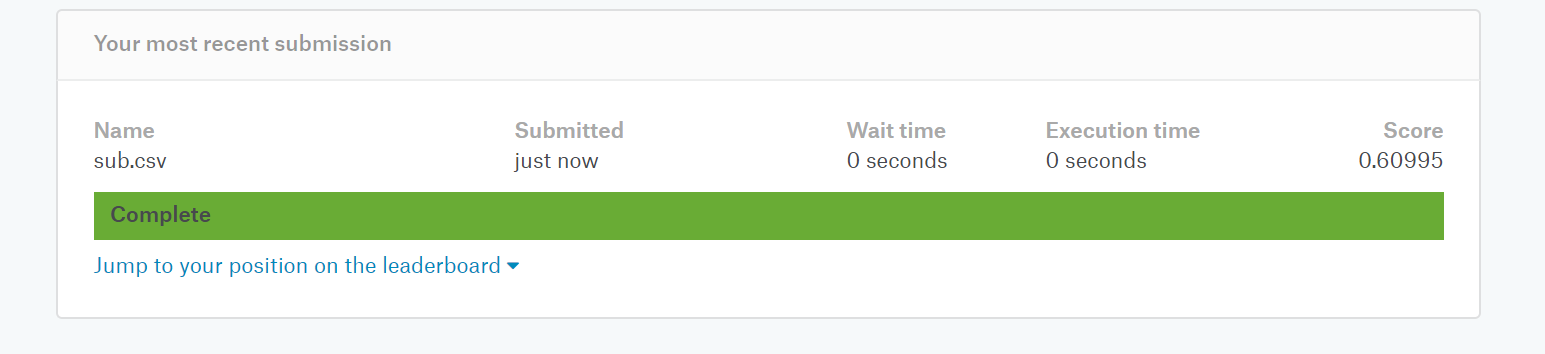 Your most recent submission
Name Submitted Wait time Execution time Score
sub.csv just now 0 seconds 0 seconds 0.60995
Complete
Jump to your position on the leaderboard